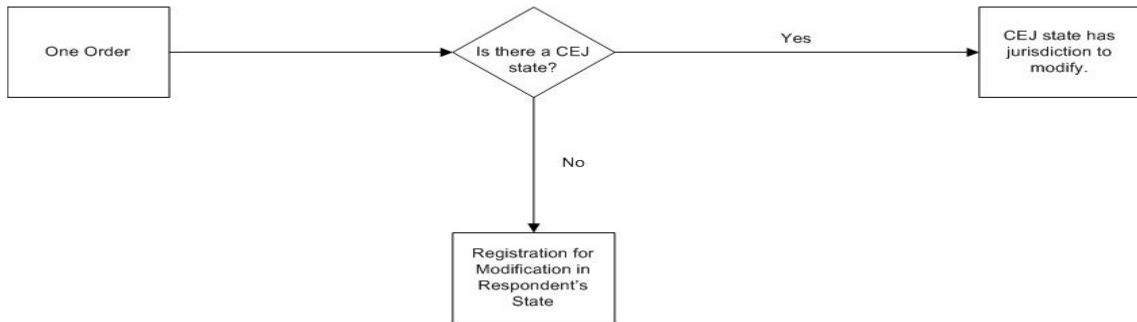 One Order
Is there a CEJ
state?
Yes
CEJ state has
jurisdiction to
modify.
No
Registration for
Modification in
Respondent's
State